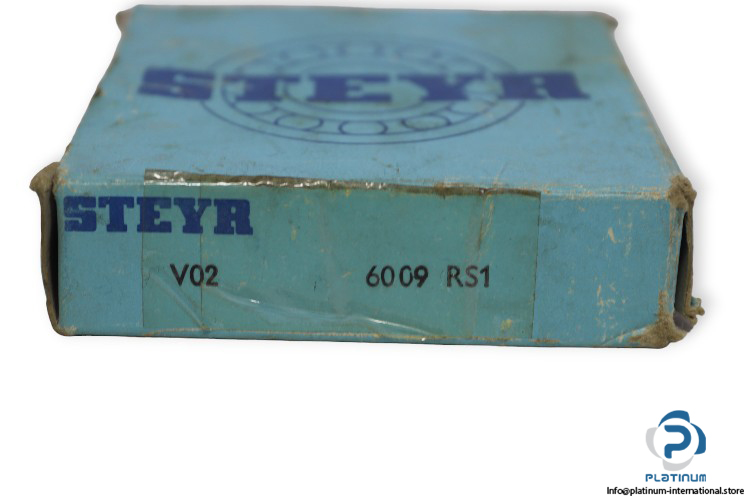 STEYR
STEYR
V02 6009 RS1
PLATINUM
Info@platinum-international.store